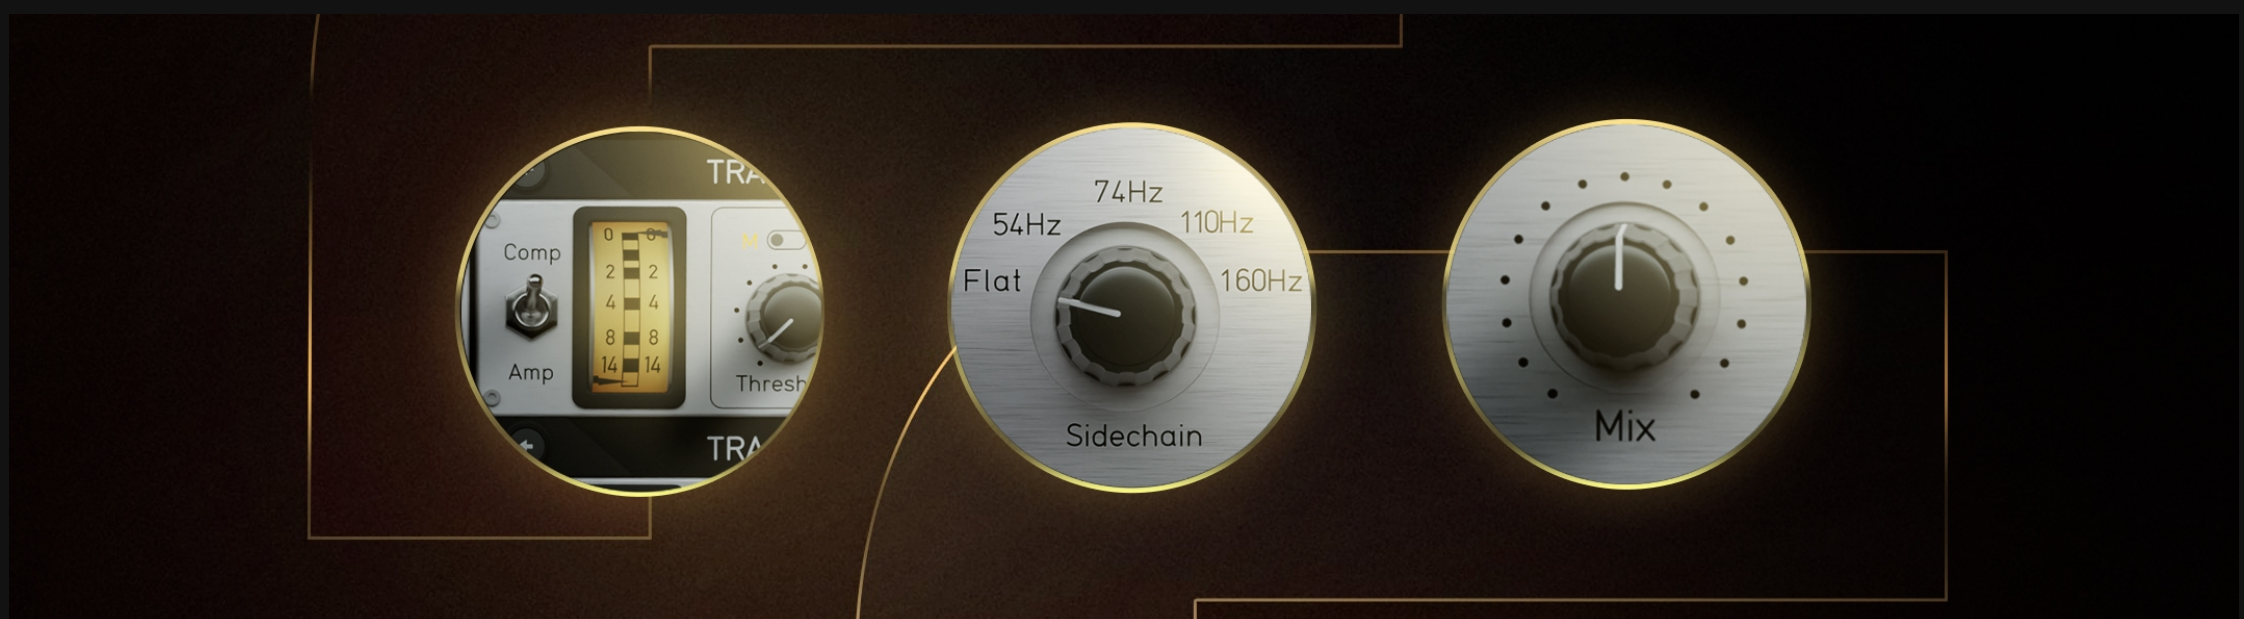 TRA
Comp
Amp
0 0
2 2
4 4
8 8
14 14
Thresh
TRA
74Hz
54Hz
110Hz
Flat
160Hz
Sidechain
Mix